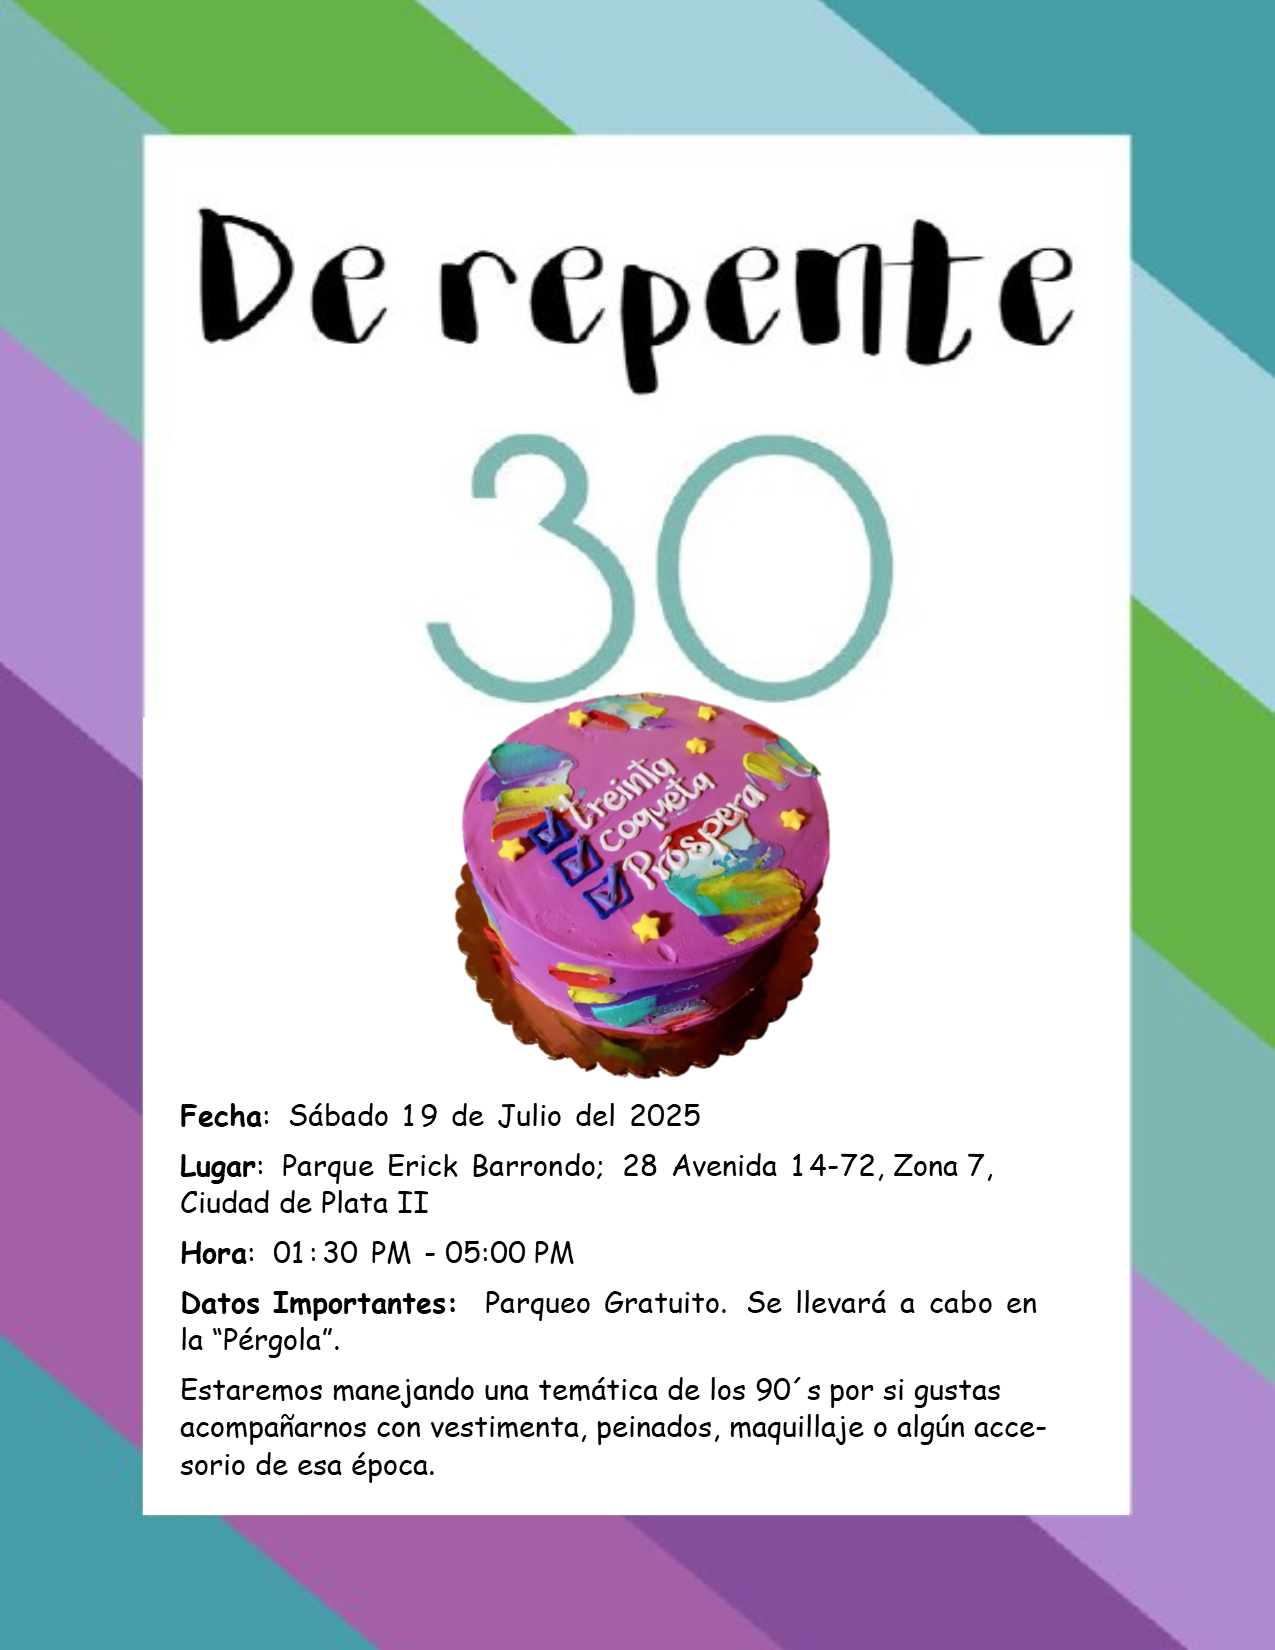 De repente
30
treinta
coqueta
Próspera
Fecha: Sábado 19 de Julio del 2025
Lugar: Parque Erick Barrondo; 28 Avenida 14-72, Zona 7,
Ciudad de Plata II
Hora: 01:30 PM - 05:00 PM
Datos Importantes: Parqueo Gratuito. Se llevará a cabo en
la “Pérgola”.
Estaremos manejando una temática de los 90´s por si gustas
acompañarnos con vestimenta, peinados, maquillaje o algún acce-
sorio de esa época.